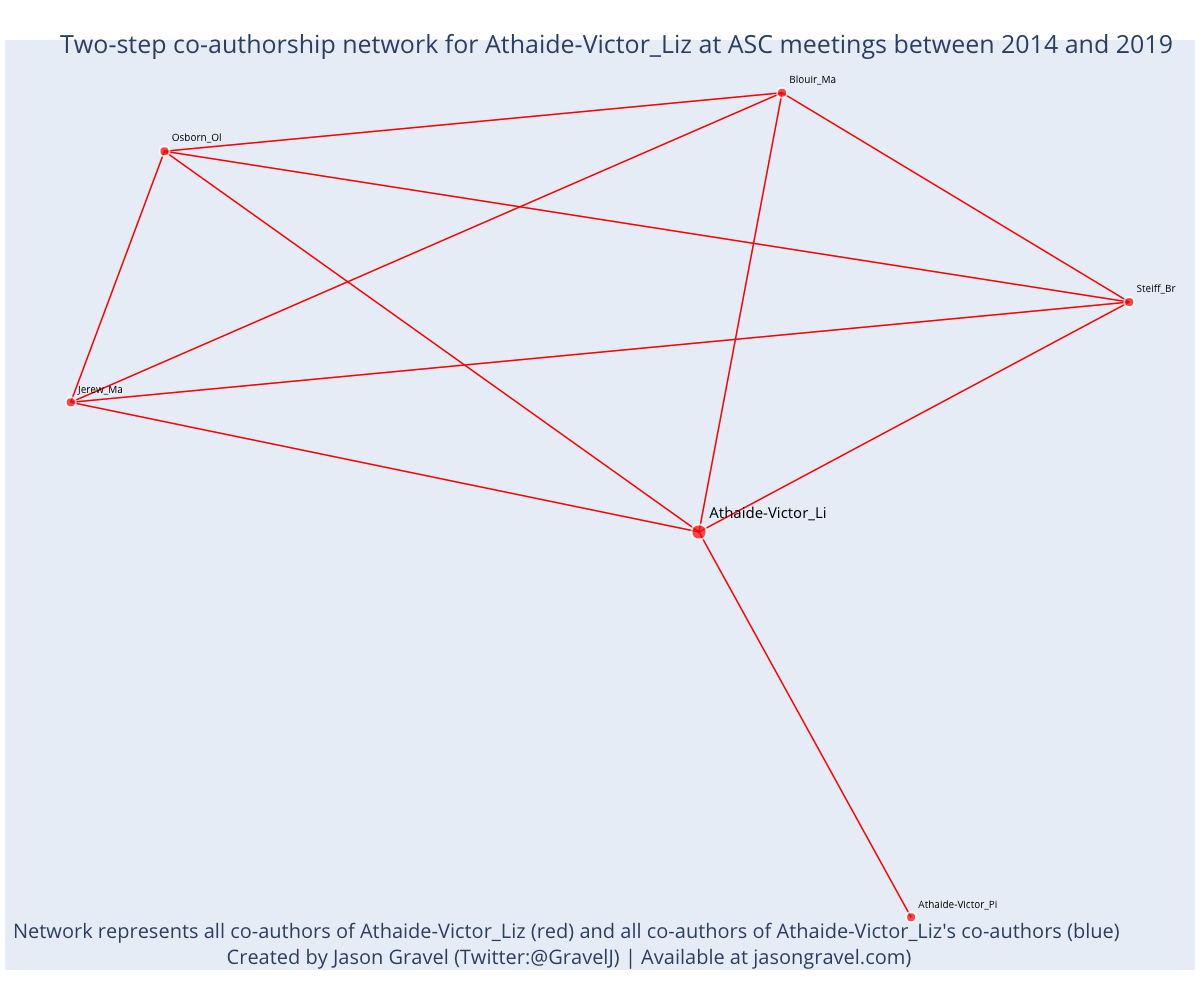 Two-step co-authorship network for Athaide-Victor_Liz at ASC meetings between 2014 and 2019
Blouir_Ma
Osborn_Ol
Steiff_Br
Jerew_Ma
Athaide-Victor_Li
Athaide-Victor_Pi
Network represents all co-authors of Athaide-Victor_Liz (red) and all co-authors of Athaide-Victor_Liz's co-authors (blue)
Created by Jason Gravel (Twitter:@GravelJ) | Available at jasongravel.com)